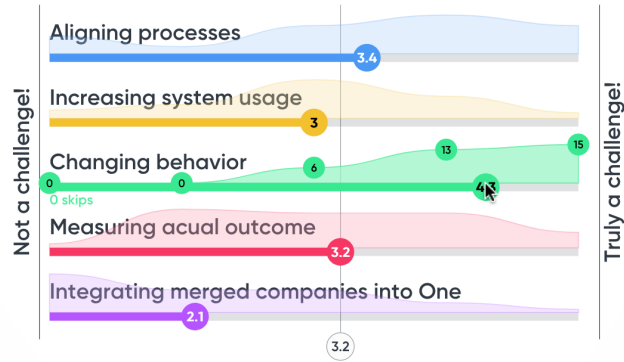 Aligning processes
3.4
Increasing system usage
3
Changing behavior
0
0
6
13
15
0 skips
Measuring acual outcome
3.2
Integrating merged companies into One
2.1
3.2
Not a challenge!
Truly a challenge!